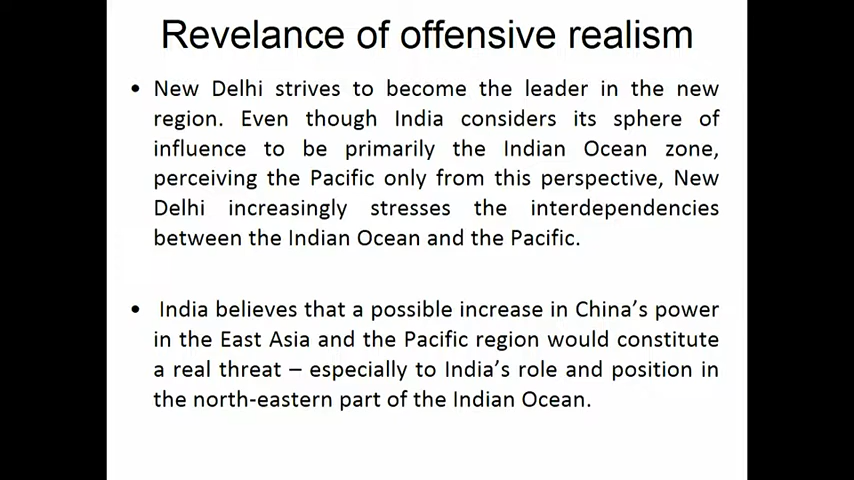 Revelance of offensive realism
• New Delhi strives to become the leader in the new
region. Even though India considers its sphere of
influence to be primarily the Indian Ocean zone,
perceiving the Pacific only from this perspective, New
Delhi increasingly stresses the interdependencies
between the Indian Ocean and the Pacific.
• India believes that a possible increase in China’s power
in the East Asia and the Pacific region would constitute
a real threat – especially to India’s role and position in
the north-eastern part of the Indian Ocean.